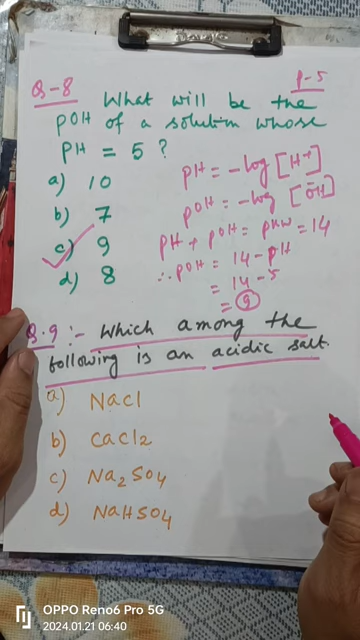 P-5
Q-8 What will be the
pOH of a solution whose
pH = 5 ?
a) 10
b) 7
c) 9
d) 8
pH = -log [H+]
pOH = -log [OH-]
pH + pOH = pKw = 14
∴ pOH = 14 - pH
= 14 - 5
= 9
Q.9 :- Which among the
following is an acidic salt.
a) NaCl
b) CaCl2
c) Na2SO4
d) NaHSO4
OPPO Reno6 Pro 5G
2024.01.21 06:40